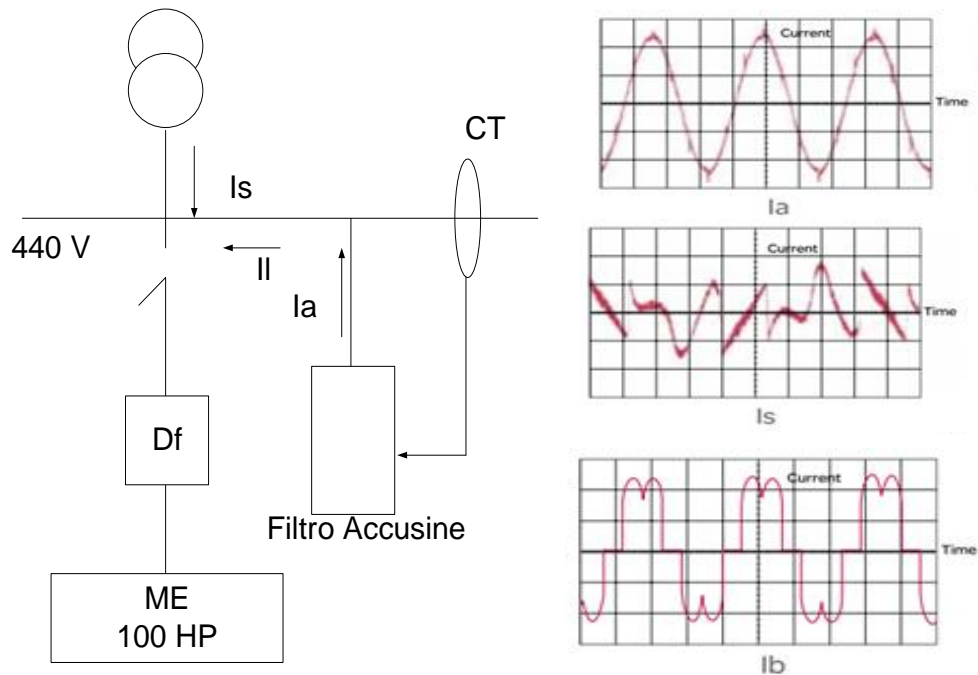 CT
Is
440 V
Il
Ia
Df
Filtro Accusine
ME
100 HP
Current
Time
Ia
Current
Time
Is
Current
Time
Ib